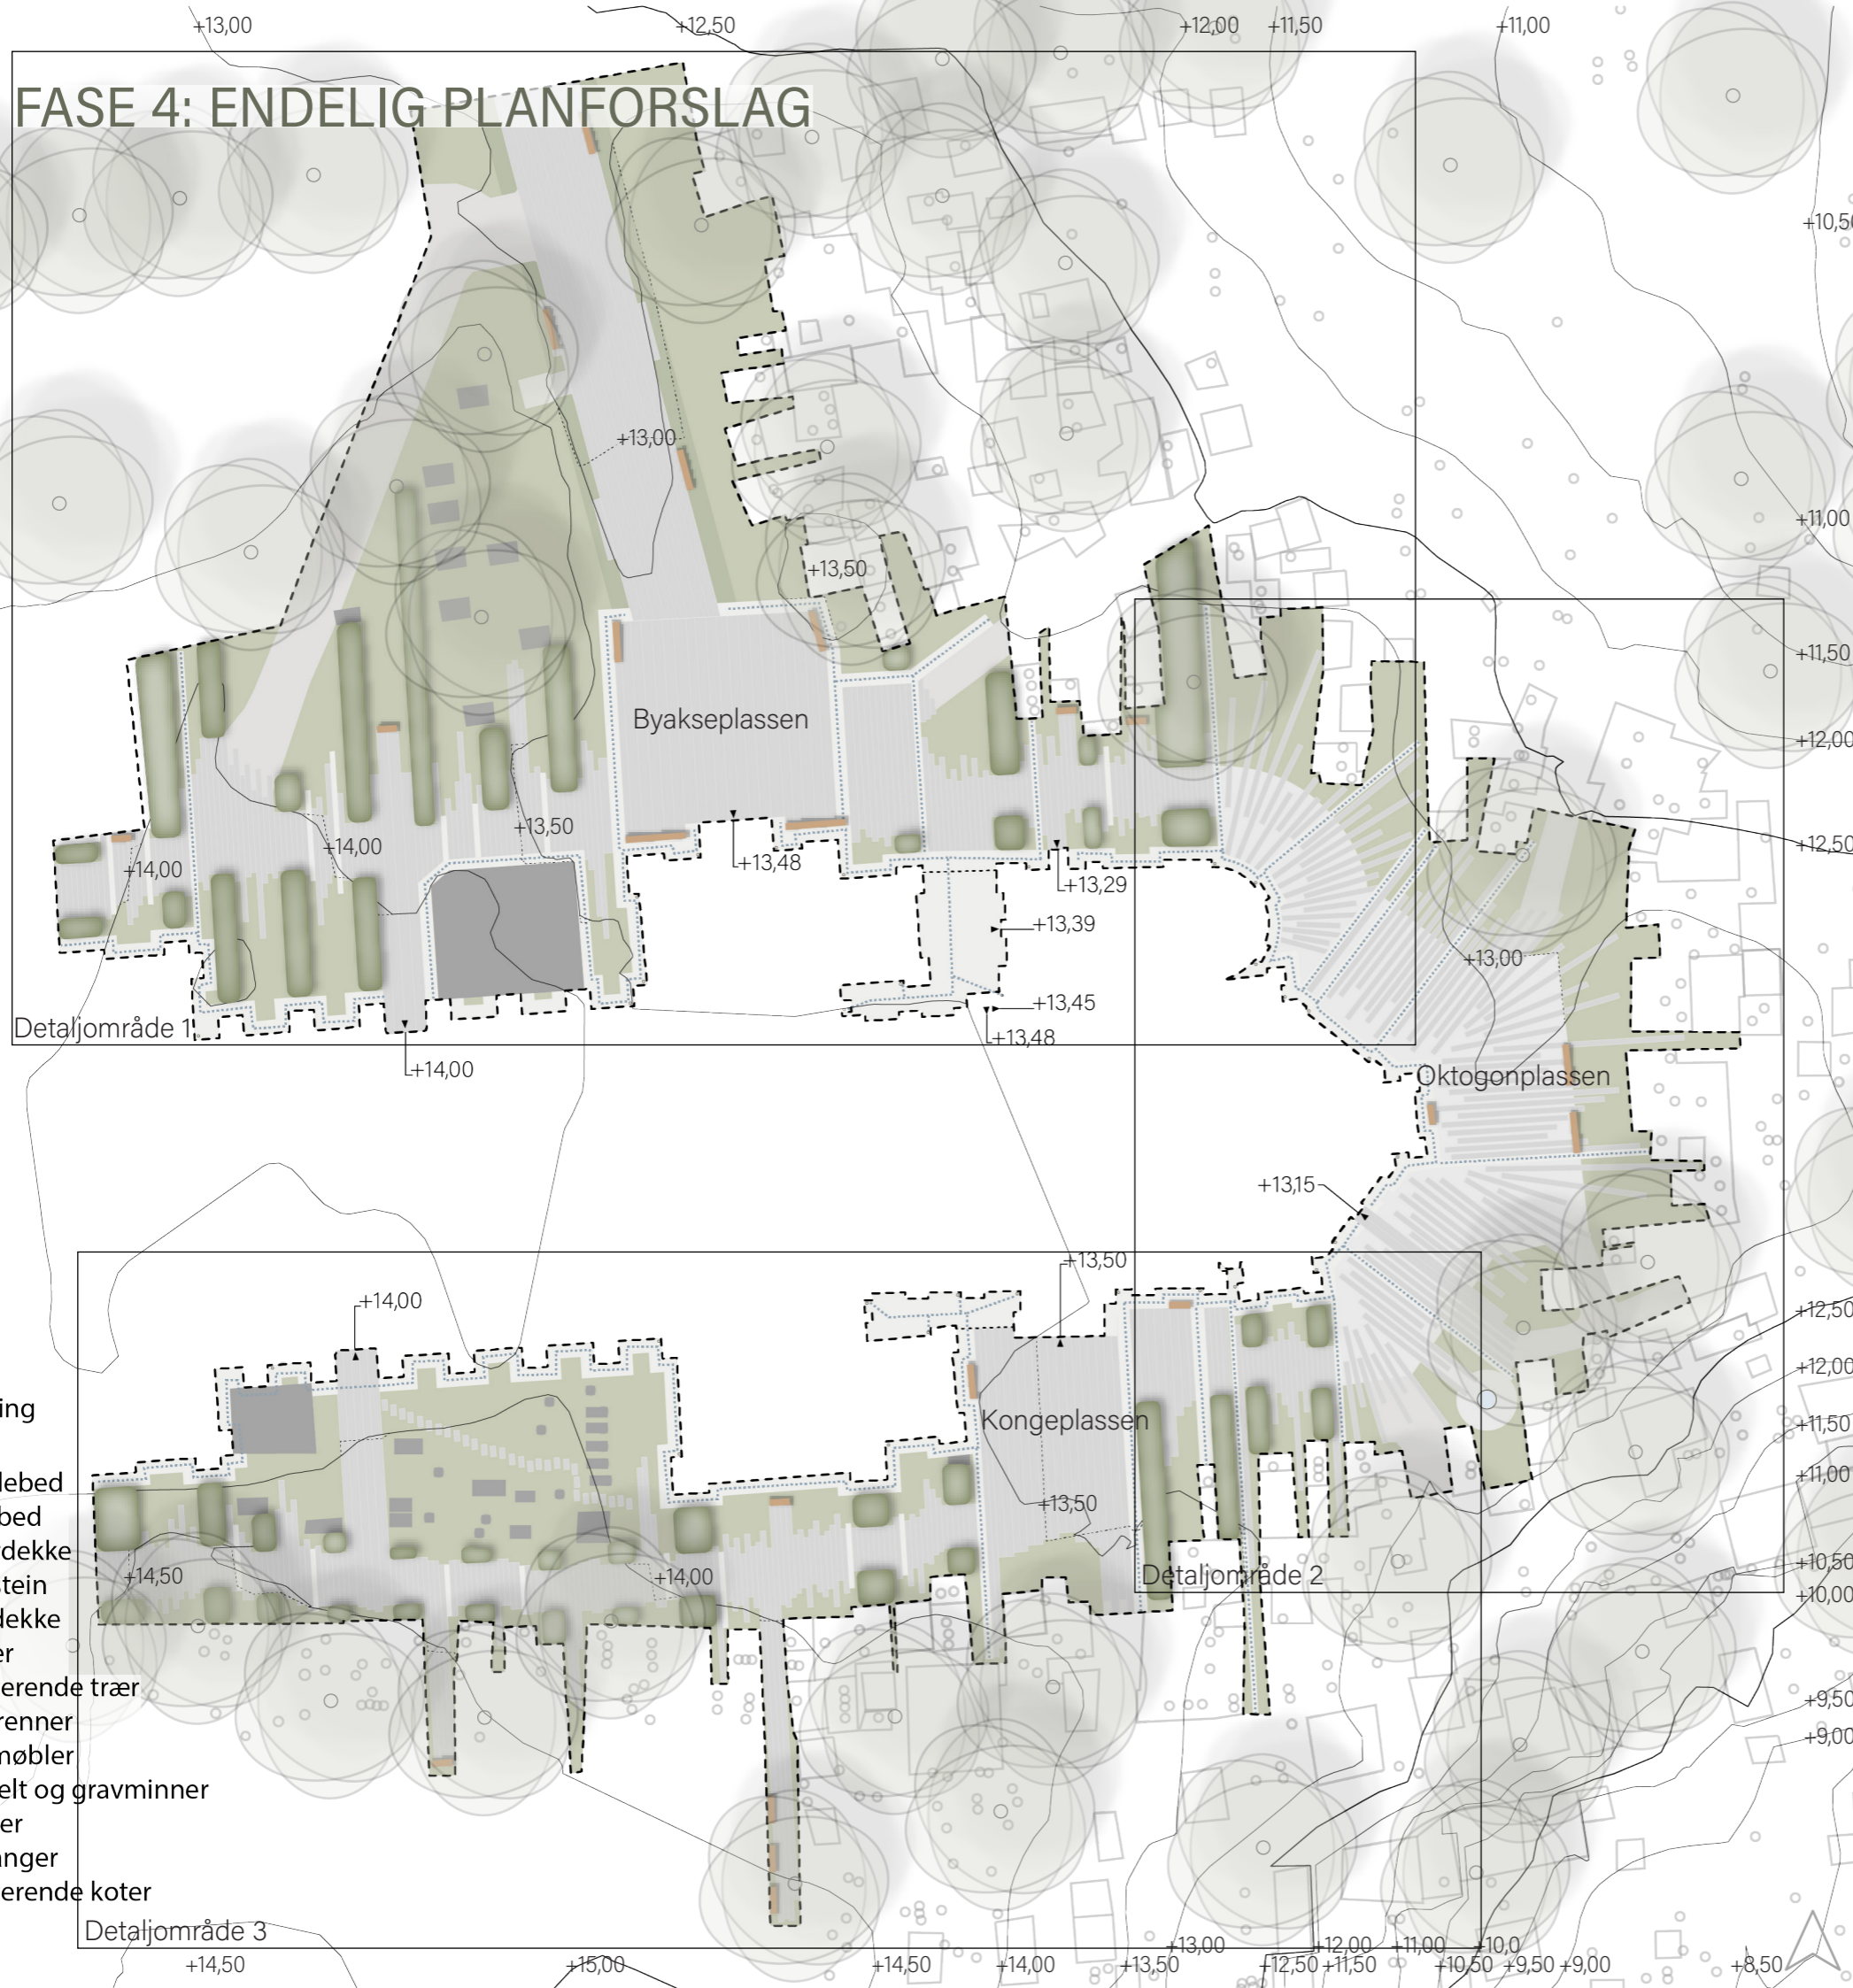 +13,00 +12,50 +12,00 +11,50 +11,00
FASE 4: ENDELIG PLANFORSLAG
+10,50
+13,00
+11,00
+13,50
+11,50
Byakseplassen
+12,00
+14,00 +14,00 +13,50
+12,50
+13,48
+13,29
+13,39
+13,00
+13,45
Detaljområde 1
+13,48
+14,00
Oktogonplassen
+13,15
+13,50
+14,00
+12,50
+12,00
Kongeplassen
+11,50
+11,00
+13,50
+14,50 +14,00
Detaljområde 2
+10,50
+10,00
+9,50
+9,00
ing
lebed
bed
rdekke
stein
dekke
er
erende trær
renner
møbler
elt og gravminner
er
anger
erende koter
Detaljområde 3
+13,00 +12,00 +11,00 +10,0
+14,50 +15,00 +14,50 +14,00 +13,50 +12,50 +11,50 +10,50 +9,50 +9,00 +8,50